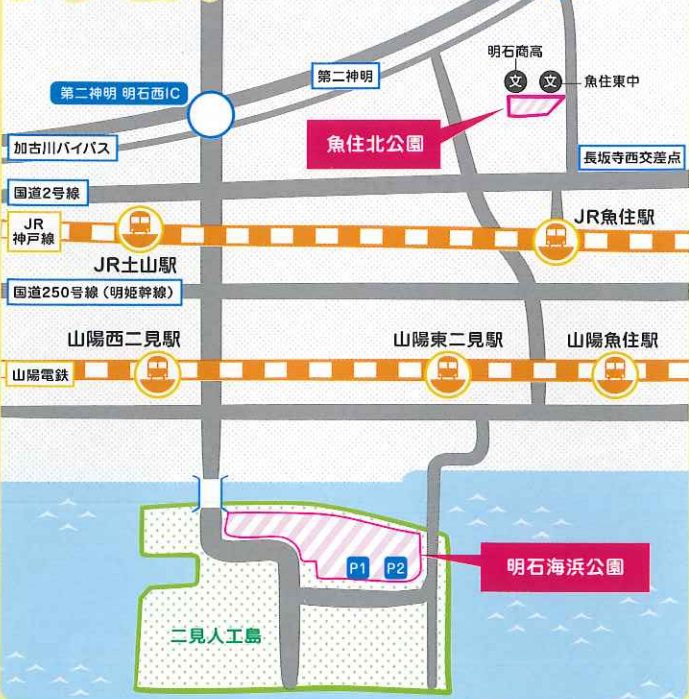 明石商高
文
文
魚住東中
第二神明
第二神明 明石西IC
魚住北公園
加古川バイパス
長坂寺西交差点
国道2号線
JR
神戸線
JR魚住駅
JR土山駅
国道250号線(明姫幹線)
山陽西二見駅
山陽東二見駅
山陽魚住駅
山陽電鉄
P1
P2
明石海浜公園
二見人工島